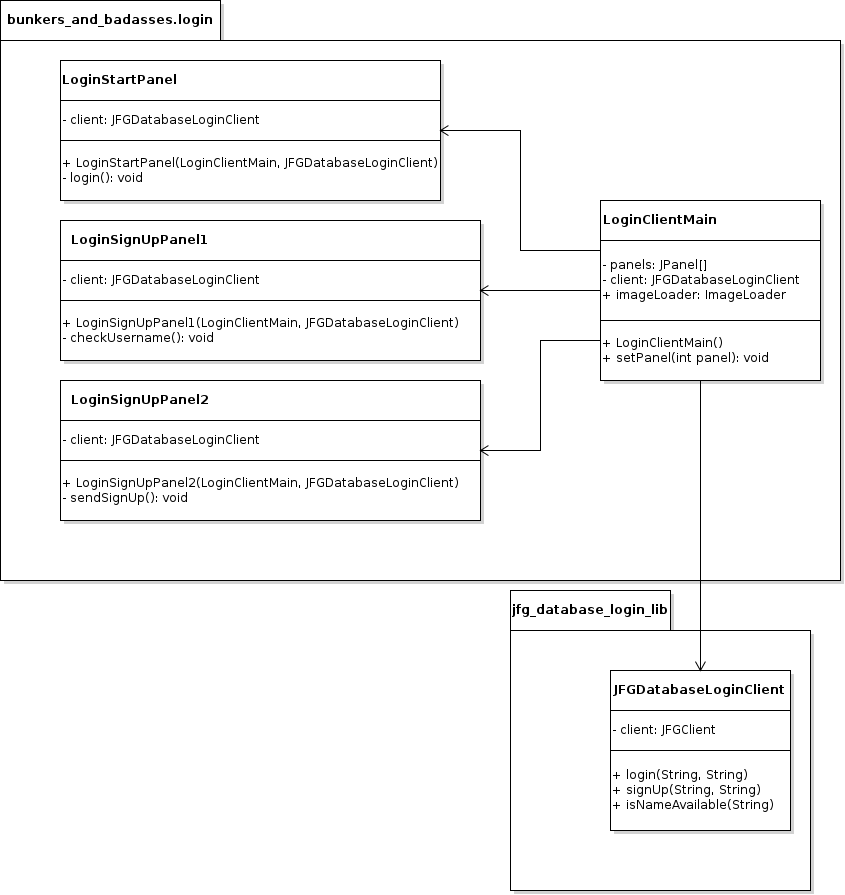 bunkers_and_badasses.login
LoginStartPanel
- client: JFGDatabaseLoginClient
+ LoginStartPanel(LoginClientMain, JFGDatabaseLoginClient)
- login(): void
LoginSignUpPanel1
- client: JFGDatabaseLoginClient
+ LoginSignUpPanel1(LoginClientMain, JFGDatabaseLoginClient)
- checkUsername(): void
LoginSignUpPanel2
- client: JFGDatabaseLoginClient
+ LoginSignUpPanel2(LoginClientMain, JFGDatabaseLoginClient)
- sendSignUp(): void
LoginClientMain
- panels: JPanel[]
- client: JFGDatabaseLoginClient
+ imageLoader: ImageLoader
+ LoginClientMain()
+ setPanel(int panel): void
jfg_database_login_lib
JFGDatabaseLoginClient
- client: JFGClient
+ login(String, String)
+ signUp(String, String)
+ isNameAvailable(String)